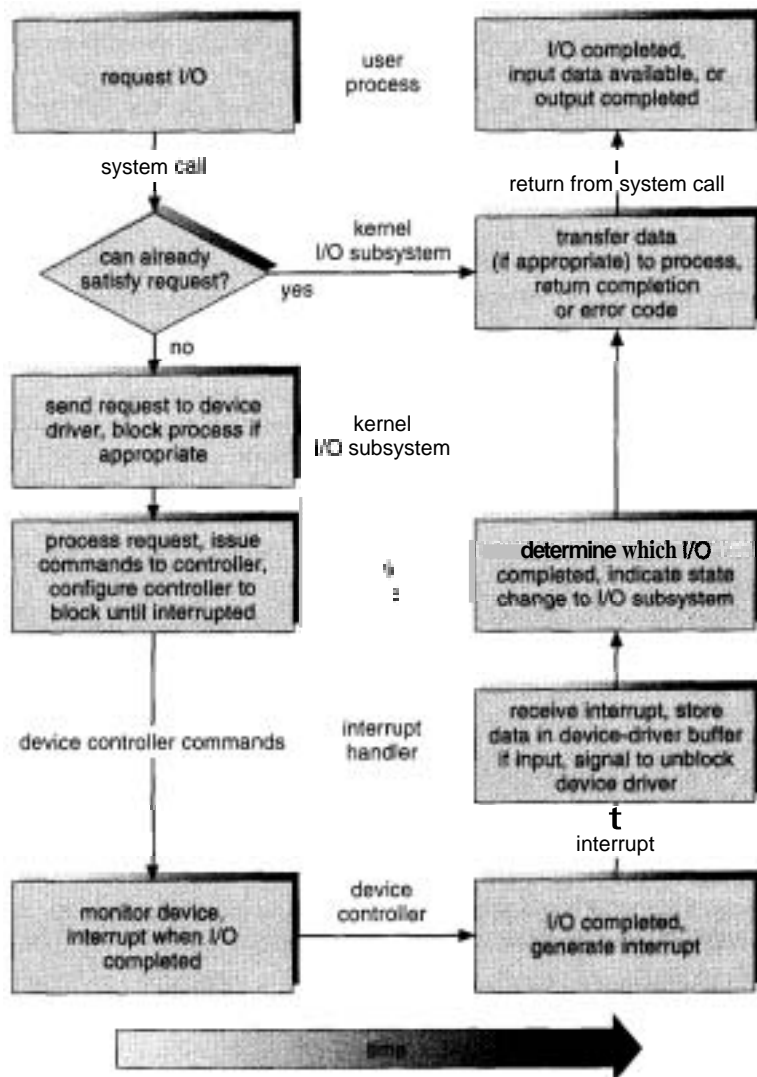 request I/O
user
process
I/O completed,
input data available, or
output completed
system call
return from system call
can already
satisfy request?
kernel
I/O subsystem
yes
transfer data
(if appropriate) to process,
return completion
or error code
no
send request to device
driver, block process if
appropriate
kernel
I/O subsystem
process request, issue
commands to controller,
configure controller to
block until interrupted
determine which I/O
completed, indicate state
change to I/O subsystem
device controller commands
interrupt
handler
receive interrupt, store
data in device-driver buffer
if input, signal to unblock
device driver
t
interrupt
monitor device,
interrupt when I/O
completed
device
controller
I/O completed,
generate interrupt
time